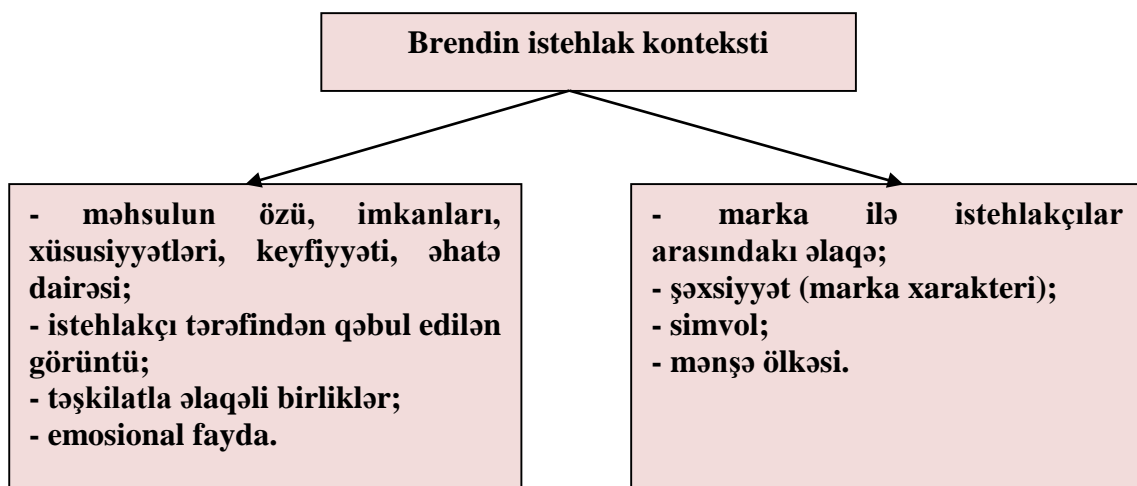 Brendin istehlak konteksti
- məhsulun özü, imkanları,
xüsusiyyətləri, keyfiyyəti, əhatə
dairəsi;
- istehlakçı tərəfindən qəbul edilən
görüntü;
- təşkilatla əlaqəli birliklər;
- emosional fayda.
- marka ilə istehlakçılar
arasındakı əlaqə;
- şəxsiyyət (marka xarakteri);
- simvol;
- mənşə ölkəsi.